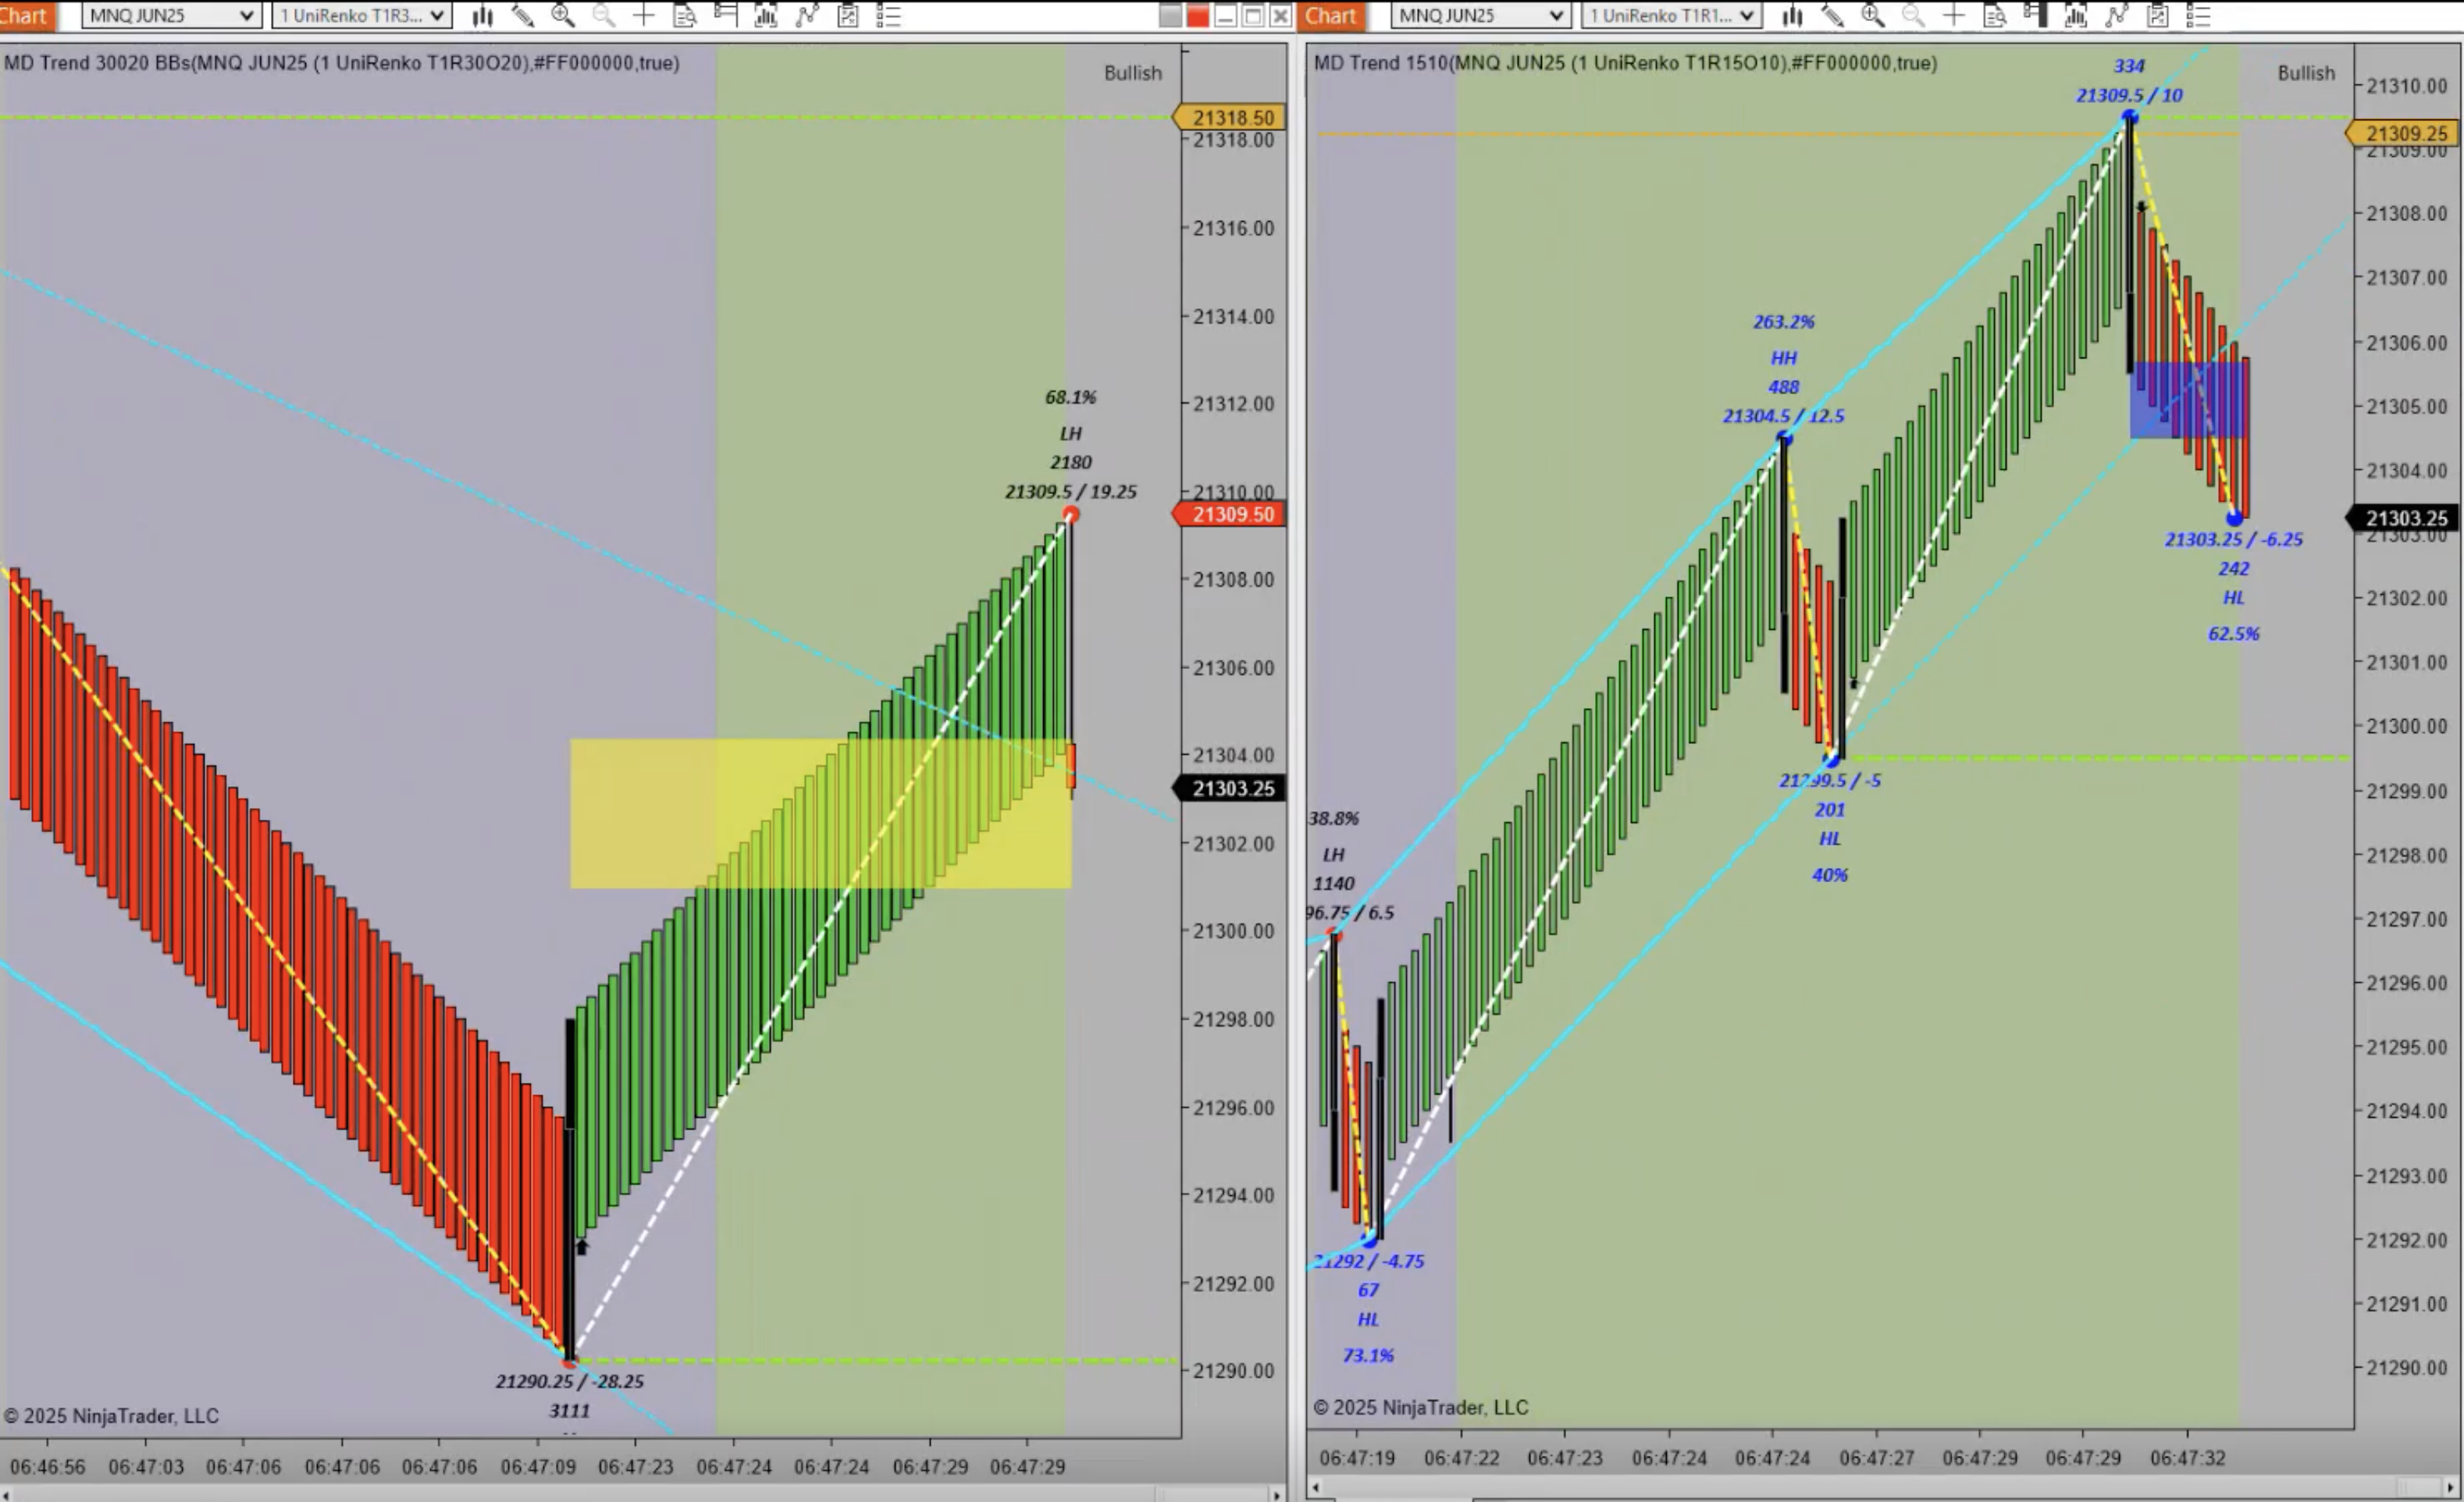 Chart
MNQ JUN25
1 UniRenko T1R3...
MD Trend 30020 BBs(MNQ JUN25 (1 UniRenko T1R30O20),#FF000000,true)
Bullish
21318.50
21318.00
21316.00
21314.00
21312.00
21310.00
21309.50
21308.00
21306.00
21304.00
21303.25
21302.00
21300.00
21298.00
21296.00
21294.00
21292.00
21290.00
68.1%
LH
2180
21309.5 / 19.25
21290.25 / -28.25
3111
© 2025 NinjaTrader, LLC
06:46:56 06:47:03 06:47:06 06:47:06 06:47:06 06:47:09 06:47:23 06:47:24 06:47:24 06:47:29 06:47:29
Chart
MNQ JUN25
1 UniRenko T1R1...
MD Trend 1510(MNQ JUN25 (1 UniRenko T1R15O10),#FF000000,true)
Bullish
334
21309.5 / 10
263.2%
HH
488
21304.5 / 12.5
21303.25 / -6.25
242
HL
62.5%
21299.5 / -5
201
HL
40%
38.8%
LH
1140
96.75 / 6.5
21292 / -4.75
67
HL
73.1%
21310.00
21309.25
21309.00
21308.00
21307.00
21306.00
21305.00
21304.00
21303.25
21303.00
21302.00
21301.00
21300.00
21299.00
21298.00
21297.00
21296.00
21295.00
21294.00
21293.00
21292.00
21291.00
21290.00
© 2025 NinjaTrader, LLC
06:47:19 06:47:22 06:47:23 06:47:24 06:47:24 06:47:27 06:47:29 06:47:29 06:47:32